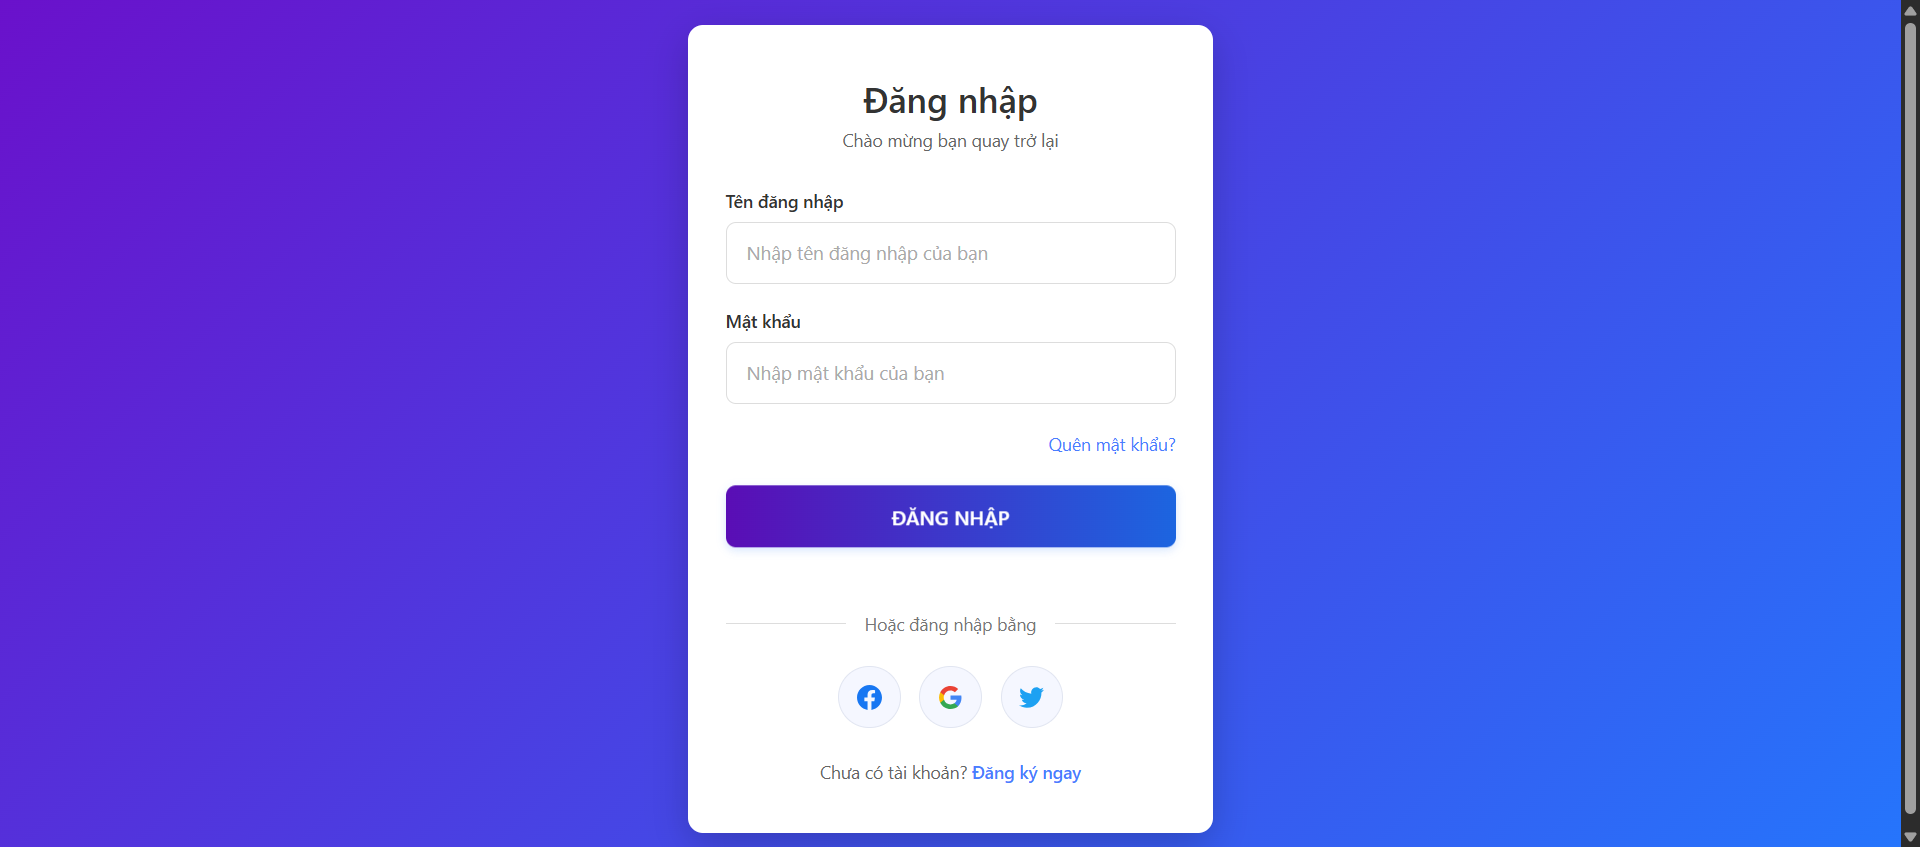 Đăng nhập
Chào mừng bạn quay trở lại
Tên đăng nhập
Nhập tên đăng nhập của bạn
Mật khẩu
Nhập mật khẩu của bạn
Quên mật khẩu?
ĐĂNG NHẬP
Hoặc đăng nhập bằng
Chưa có tài khoản? Đăng ký ngay